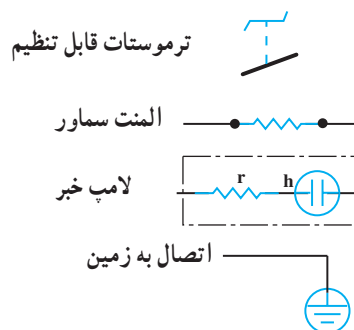 ترموستات قابل تنظیم
المنت سماور
لامپ خبر
r
h
اتصال به زمین